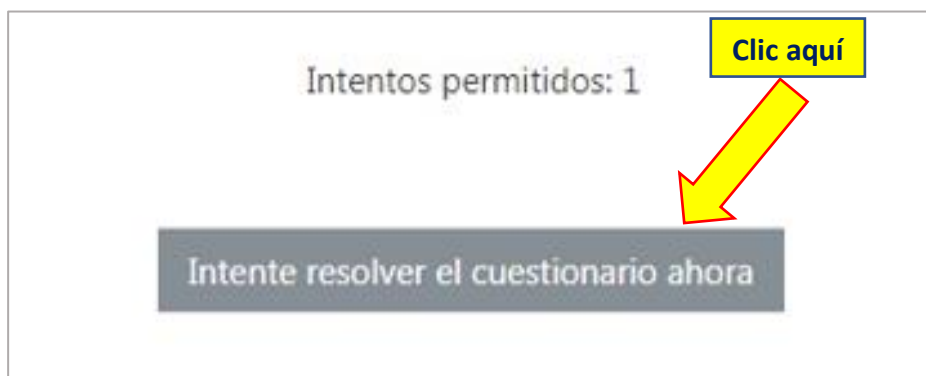 Clic aquí
Intentos permitidos: 1
Intente resolver el cuestionario ahora